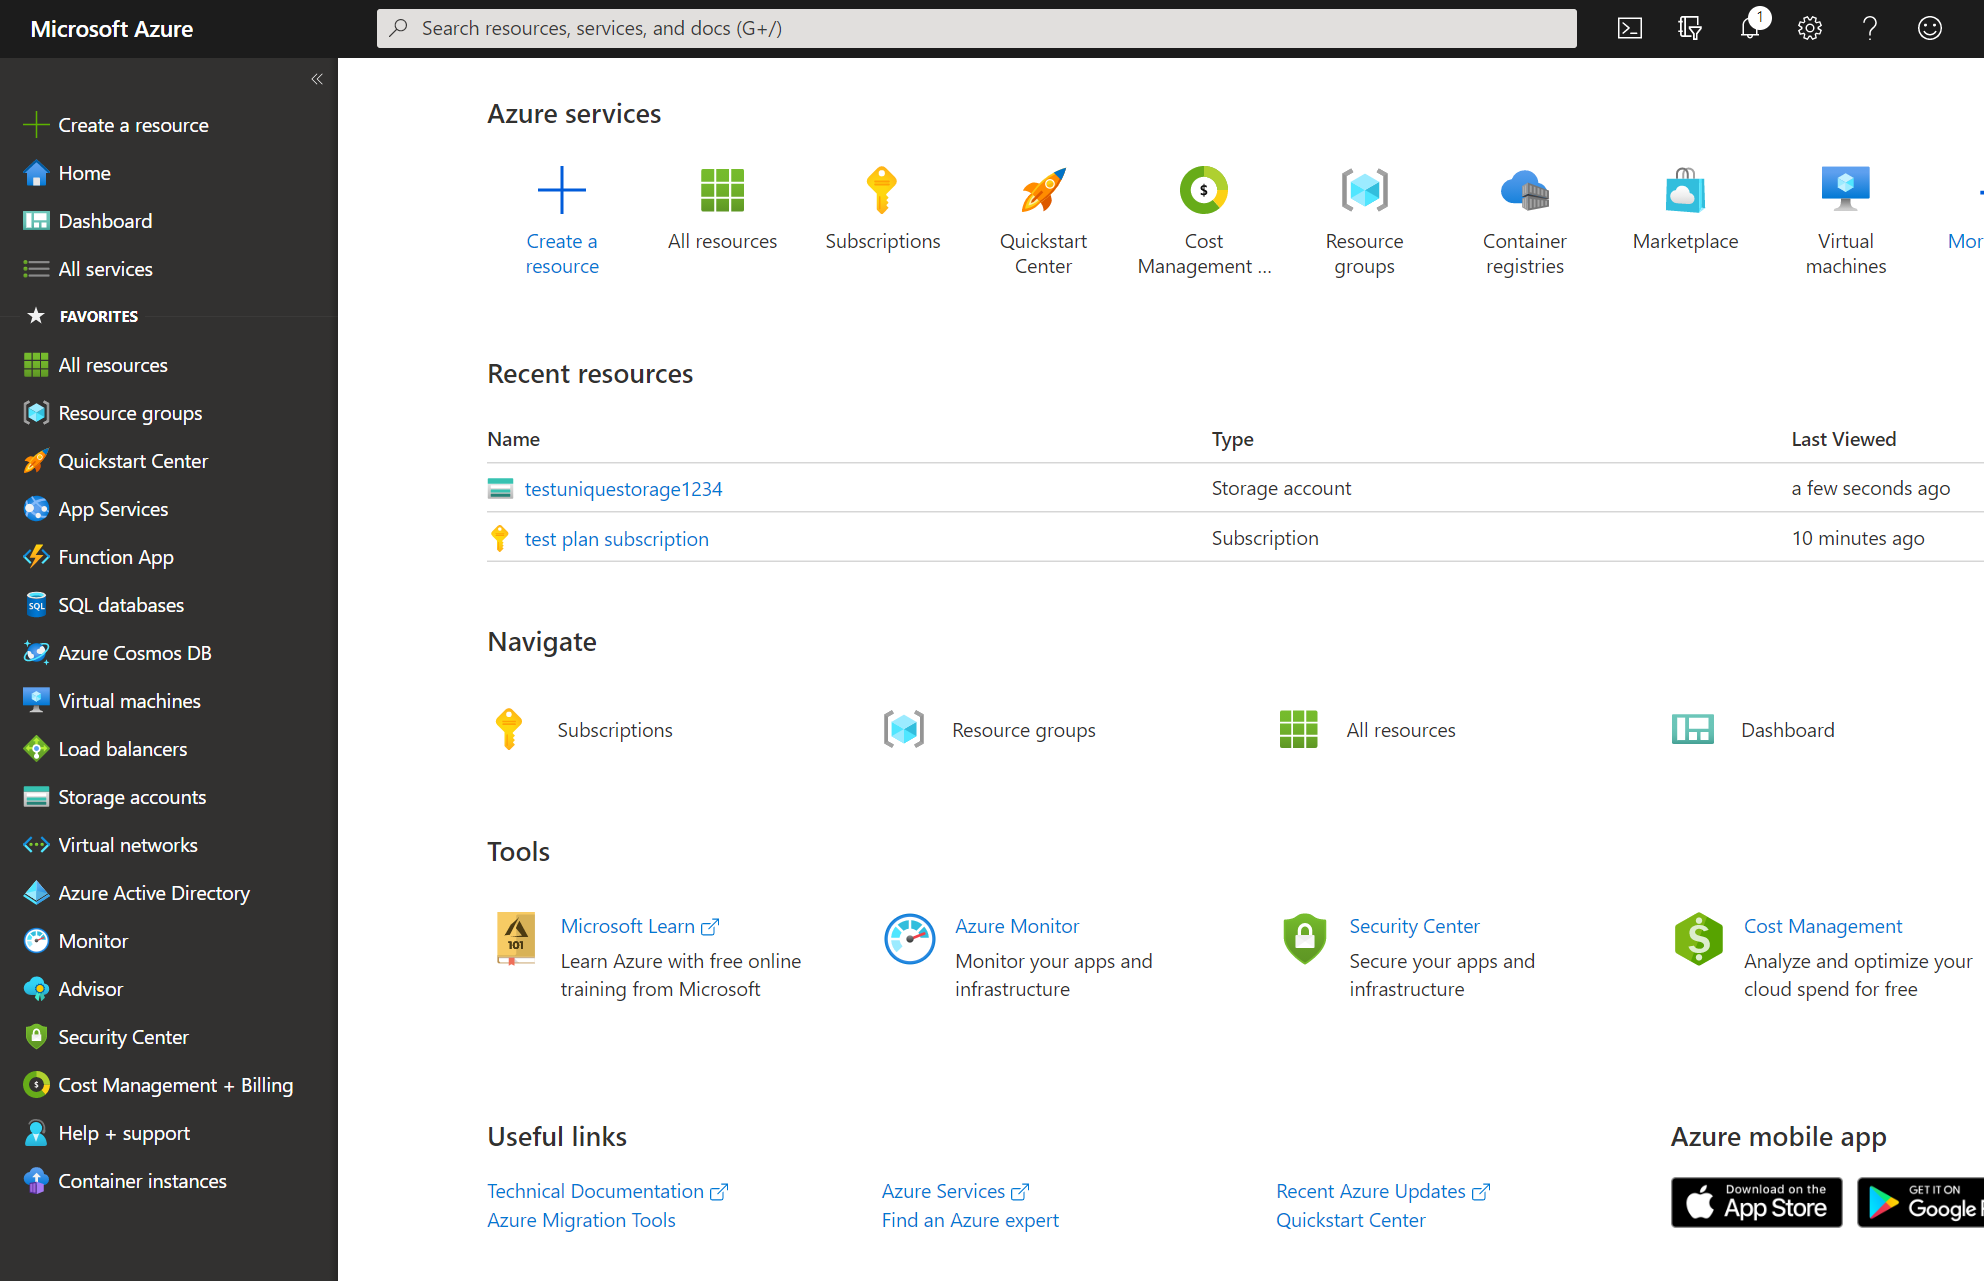 Microsoft Azure
Search resources, services, and docs (G+/)
1
Create a resource
Home
Dashboard
All services
FAVORITES
All resources
Resource groups
Quickstart Center
App Services
Function App
SQL
SQL databases
Azure Cosmos DB
Virtual machines
Load balancers
Storage accounts
Virtual networks
Azure Active Directory
Monitor
Advisor
Security Center
$
Cost Management + Billing
Help + support
Container instances
Azure services
Create a
resource
All resources
Subscriptions
Quickstart
Center
$
Cost
Management ...
Resource
groups
Container
registries
Marketplace
Virtual
machines
Mor
Recent resources
Name Type Last Viewed
testuniquestorage1234 Storage account a few seconds ago
test plan subscription Subscription 10 minutes ago
Navigate
Subscriptions Resource groups All resources Dashboard
Tools
101
Microsoft Learn
Learn Azure with free online
training from Microsoft
Azure Monitor
Monitor your apps and
infrastructure
Security Center
Secure your apps and
infrastructure
$
Cost Management
Analyze and optimize your
cloud spend for free
Useful links
Technical Documentation
Azure Migration Tools
Azure Services
Find an Azure expert
Recent Azure Updates
Quickstart Center
Azure mobile app
Download on the
App Store
GET IT ON
Google